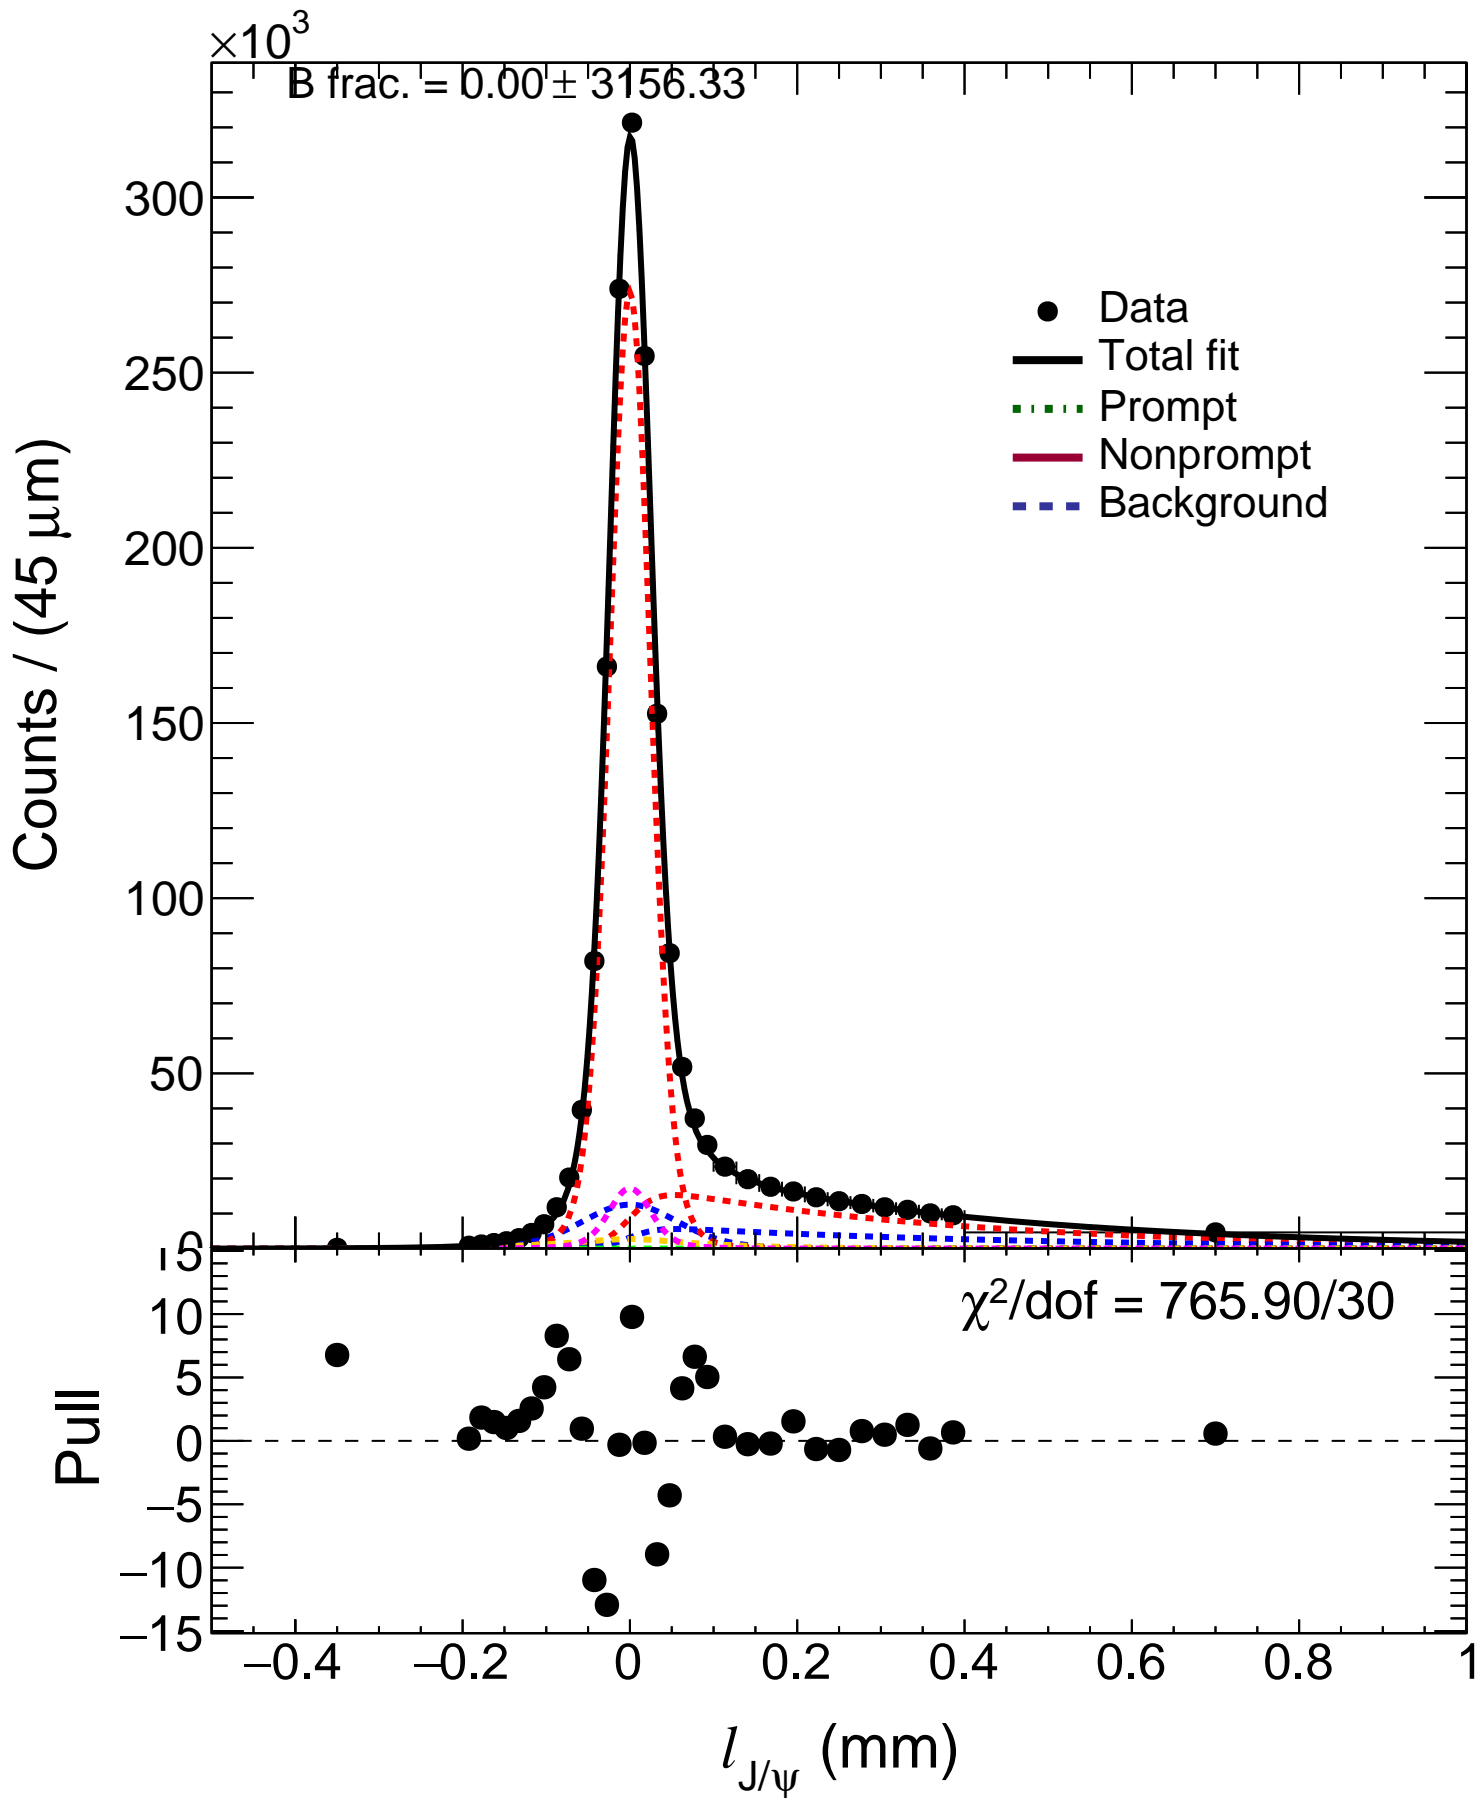 ×10³
B frac. = 0.00 ± 3156.33
300
250
200
150
100
50
0
Counts / (45 μm)
Data
Total fit
Prompt
Nonprompt
Background
χ²/dof = 765.90/30
15
10
5
0
−5
−10
−15
Pull
−0.4 −0.2 0 0.2 0.4 0.6 0.8 1
l J/ψ (mm)